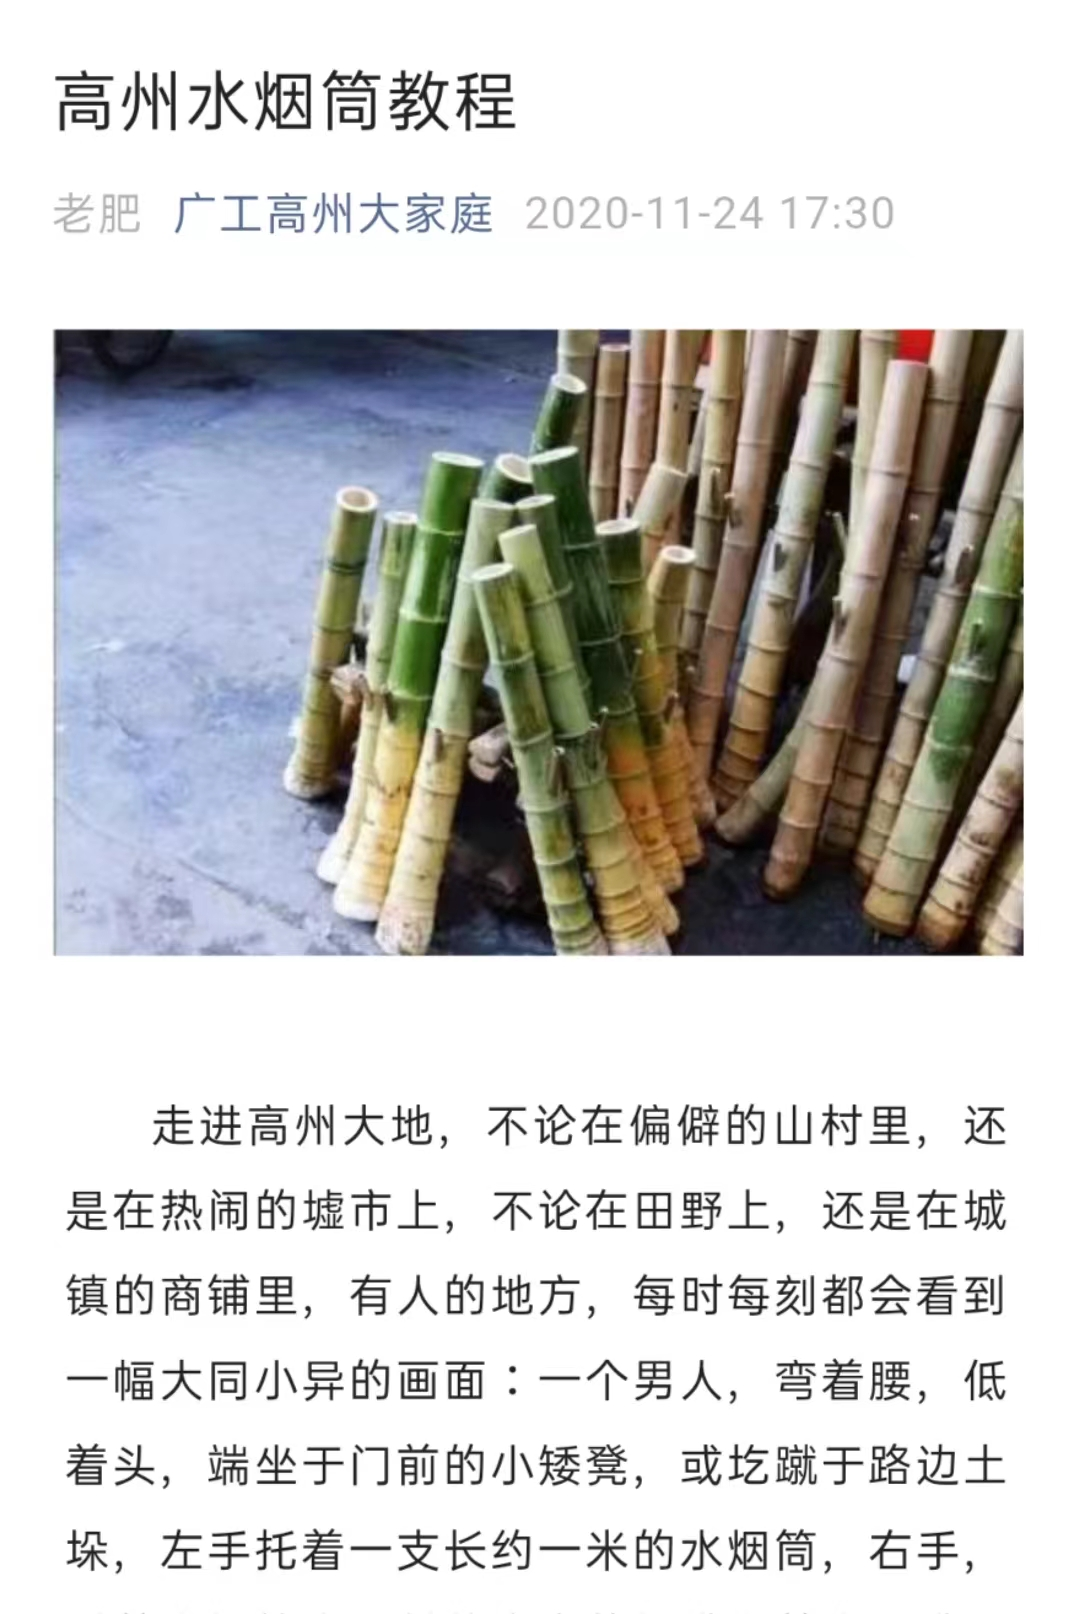 高州水烟筒教程
老肥 广工高州大家庭 2020-11-24 17:30
走进高州大地，不论在偏僻的山村里，还
是在热闹的墟市上，不论在田野上，还是在城
镇的商铺里，有人的地方，每时每刻都会看到
一幅大同小异的画面：一个男人，弯着腰，低
着头，端坐于门前的小矮凳，或圪蹴于路边土
垛，左手托着一支长约一米的水烟筒，右手，